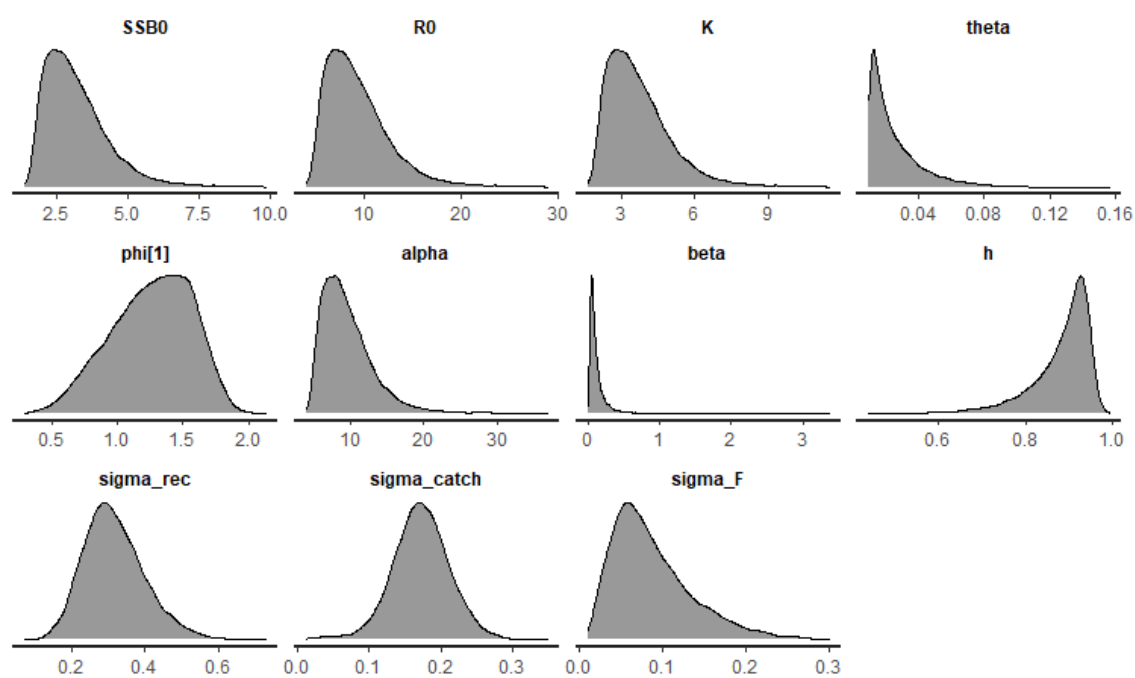 SSB0 R0 K theta
2.5 5.0 7.5 10.0 10 20 30 3 6 9 0.04 0.08 0.12 0.16
phi[1] alpha beta h
0.5 1.0 1.5 2.0 10 20 30 0 1 2 3 0.6 0.8 1.0
sigma_rec sigma_catch sigma_F
0.2 0.4 0.6 0.0 0.1 0.2 0.3 0.0 0.1 0.2 0.3